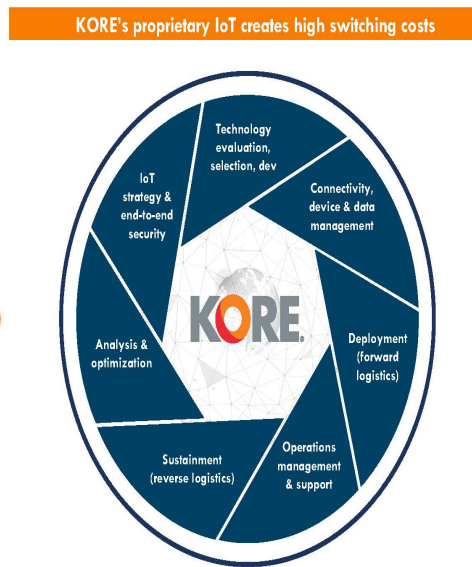 KORE's proprietary IoT creates high switching costs
Technology
evaluation,
selection, dev
Connectivity,
device & data
management
Deployment
(forward
logistics)
Operations
management
& support
Sustainment
(reverse logistics)
Analysis &
optimization
IoT
strategy &
end-to-end
security
KORE.